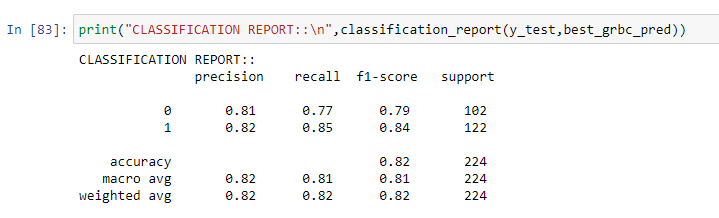 In [83]: print("CLASSIFICATION REPORT::\n",classification_report(y_test,best_grbc_pred))
CLASSIFICATION REPORT::
precision recall f1-score support
0 0.81 0.77 0.79 102
1 0.82 0.85 0.84 122
accuracy 0.82 224
macro avg 0.82 0.81 0.81 224
weighted avg 0.82 0.82 0.82 224